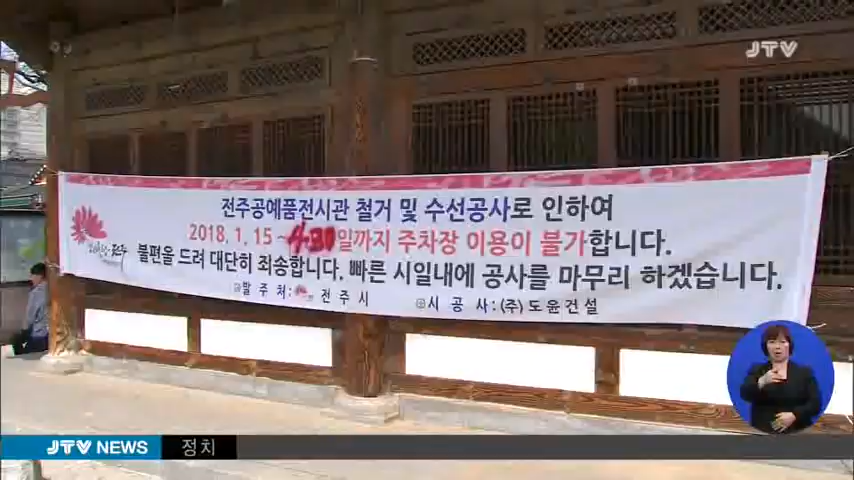 JTV
전주공예품전시관 철거 및 수선공사로 인하여
2018. 1. 15 ~ 4.30일까지 주차장 이용이 불가합니다.
불편을 드려 대단히 죄송합니다. 빠른 시일내에 공사를 마무리 하겠습니다.
발 주 처 : 전 주 시 시 공 사 : (주) 도 윤 건 설
JTV NEWS 정치